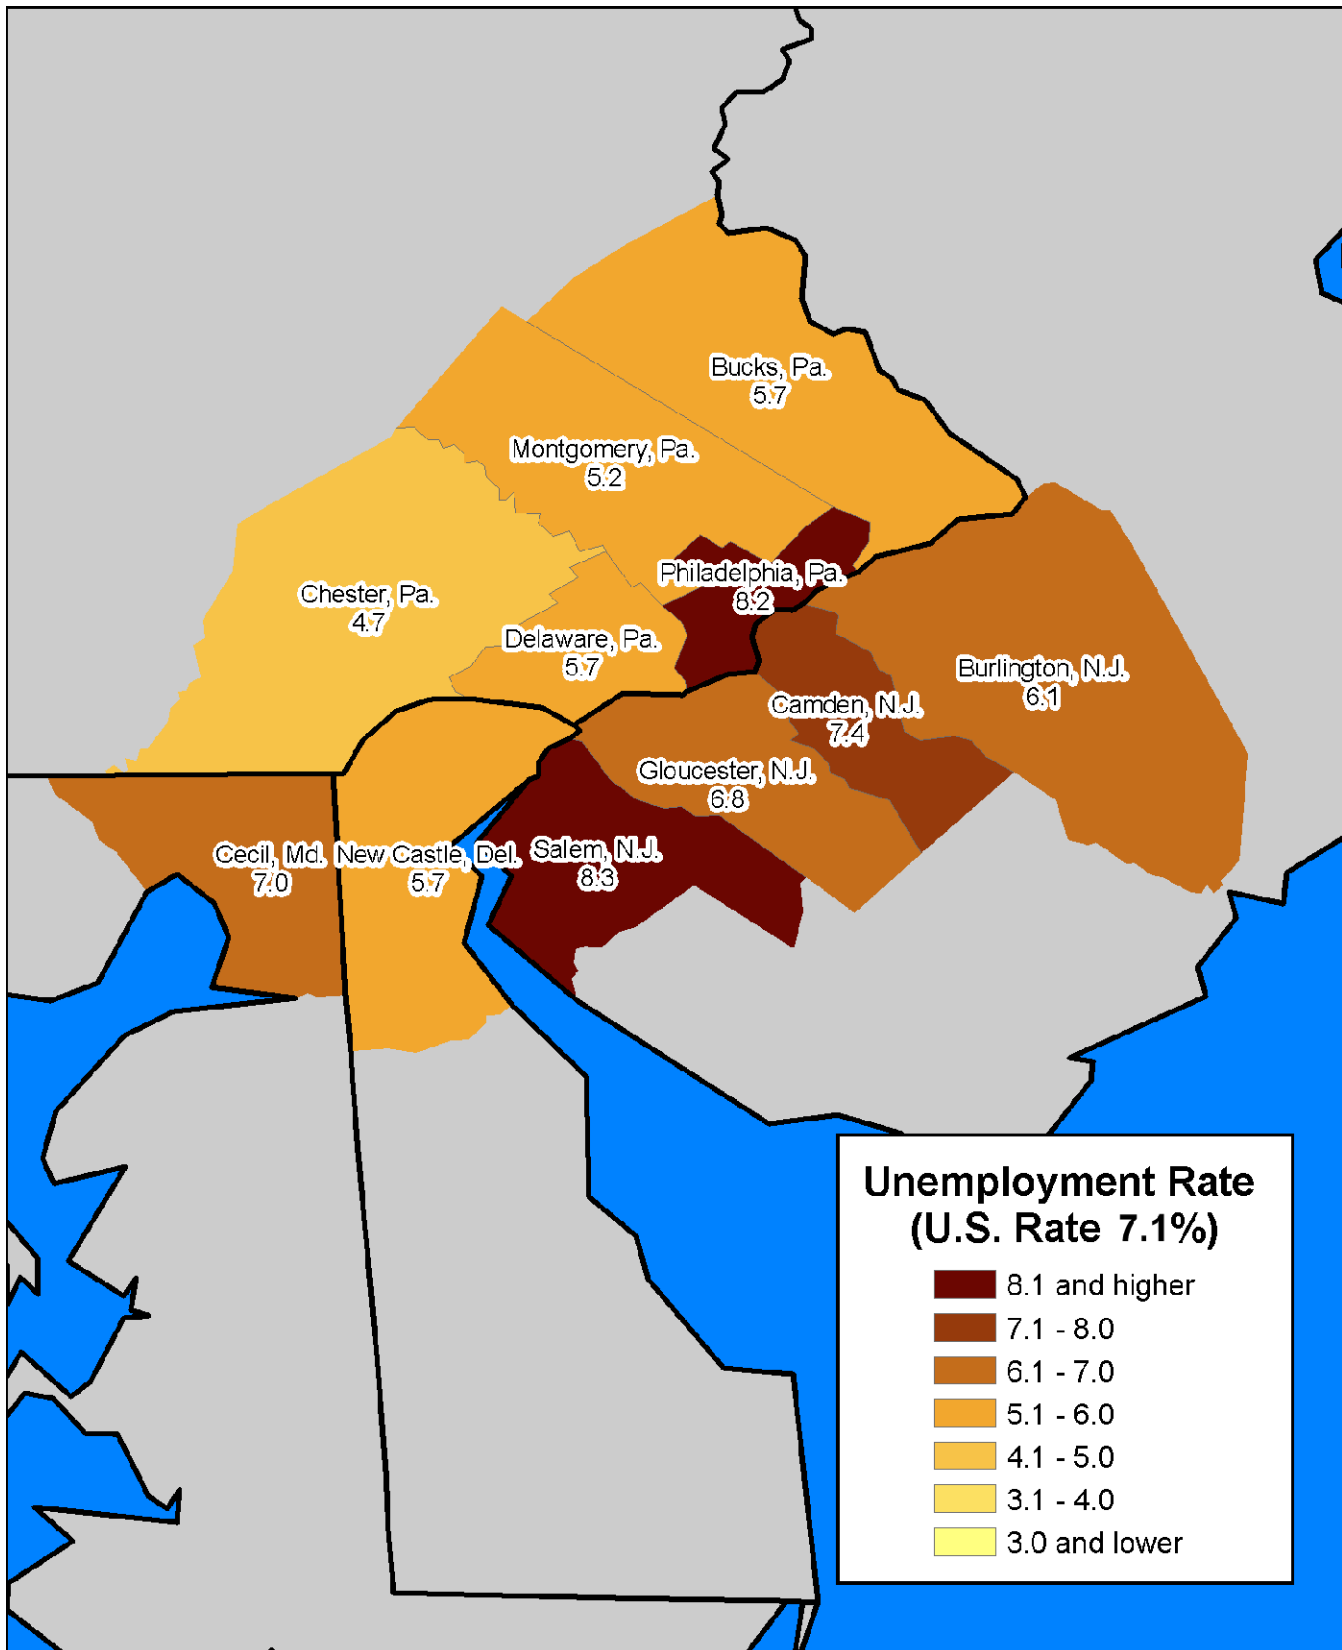 Bucks, Pa.
5.7
Montgomery, Pa.
5.2
Philadelphia, Pa.
8.2
Chester, Pa.
4.7
Delaware, Pa.
5.7
Burlington, N.J.
6.1
Camden, N.J.
7.4
Gloucester, N.J.
6.8
Cecil, Md.
7.0
New Castle, Del.
5.7
Salem, N.J.
8.3
Unemployment Rate
(U.S. Rate 7.1%)
8.1 and higher
7.1 - 8.0
6.1 - 7.0
5.1 - 6.0
4.1 - 5.0
3.1 - 4.0
3.0 and lower